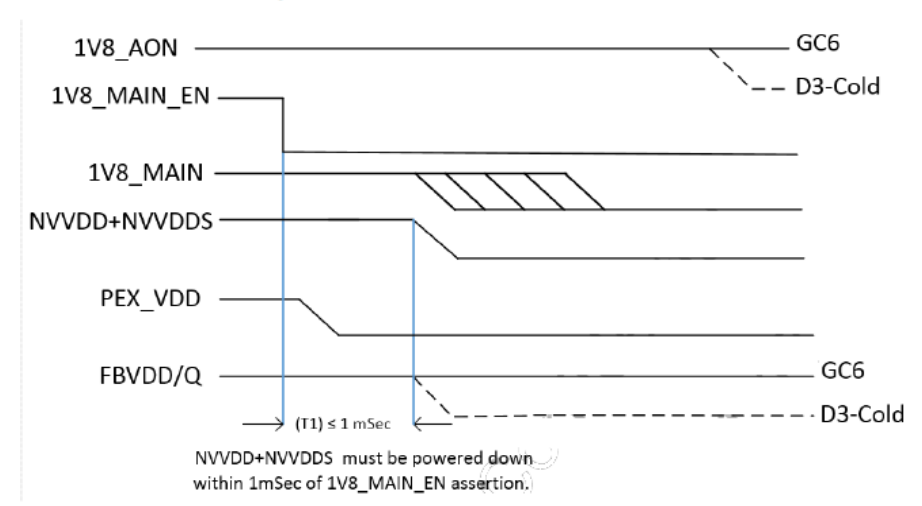 1V8_AON
GC6
D3-Cold
1V8_MAIN_EN
1V8_MAIN
NVVDD+NVVDDS
PEX_VDD
FBVDD/Q
GC6
D3-Cold
(T1) ≤ 1 mSec
NVVDD+NVVDDS must be powered down
within 1mSec of 1V8_MAIN_EN assertion.